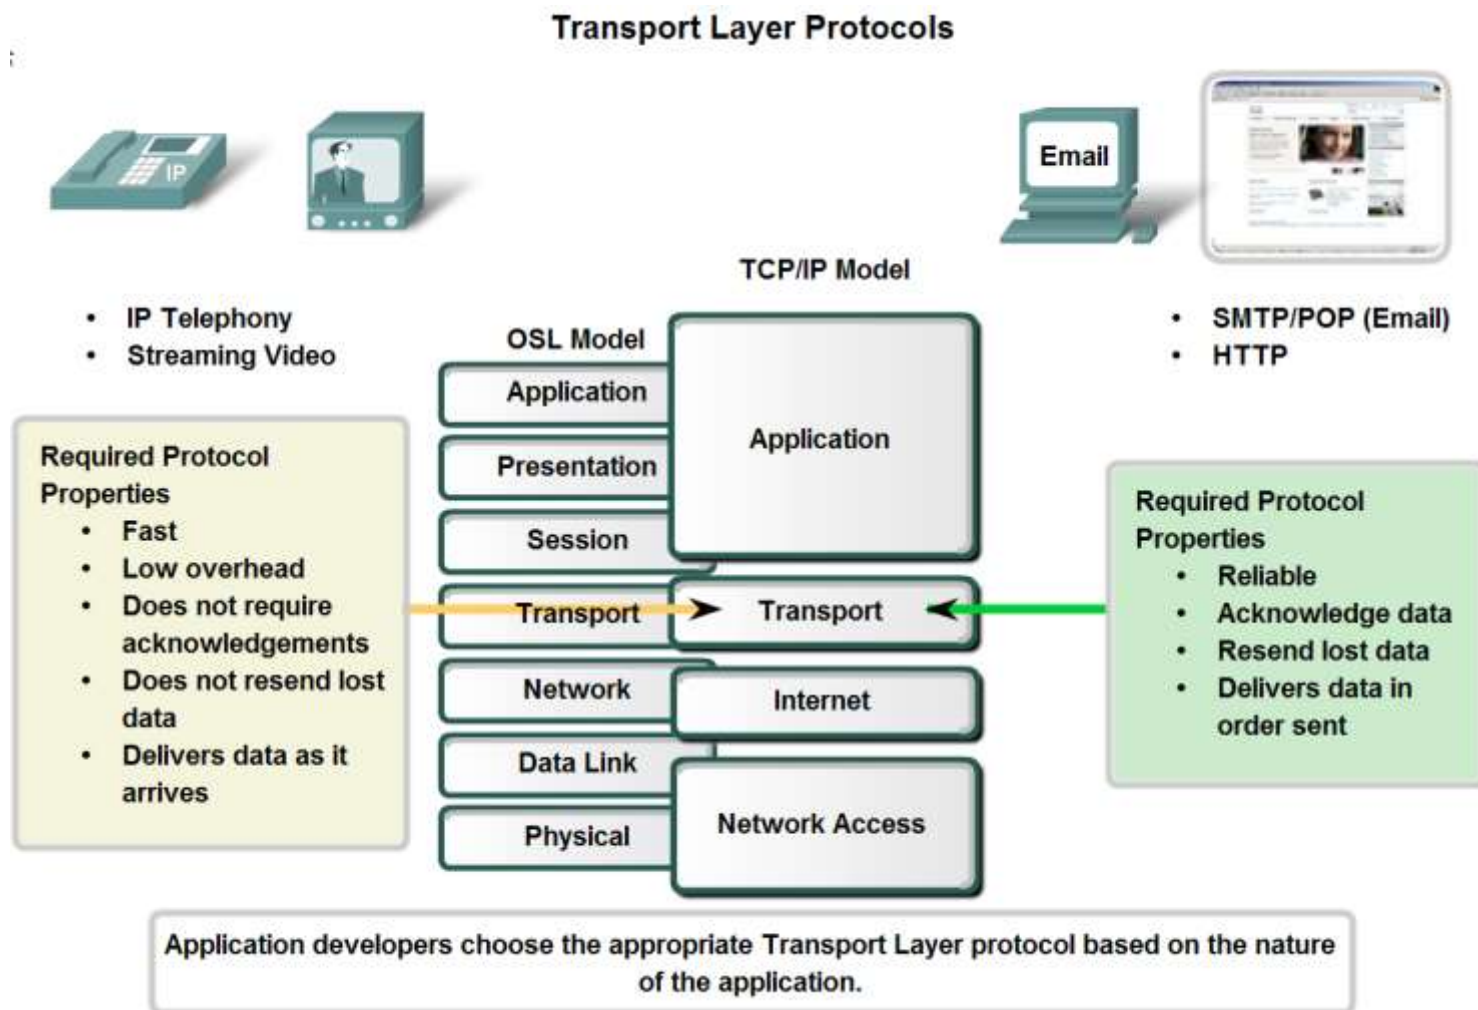 Transport Layer Protocols
IP
Email
• IP Telephony
• Streaming Video
TCP/IP Model
OSL Model
• SMTP/POP (Email)
• HTTP
Required Protocol
Properties
• Fast
• Low overhead
• Does not require
acknowledgements
• Does not resend lost
data
• Delivers data as it
arrives
Application
Presentation
Session
Transport
Network
Data Link
Physical
Application
Transport
Internet
Network Access
Required Protocol
Properties
• Reliable
• Acknowledge data
• Resend lost data
• Delivers data in
order sent
Application developers choose the appropriate Transport Layer protocol based on the nature
of the application.